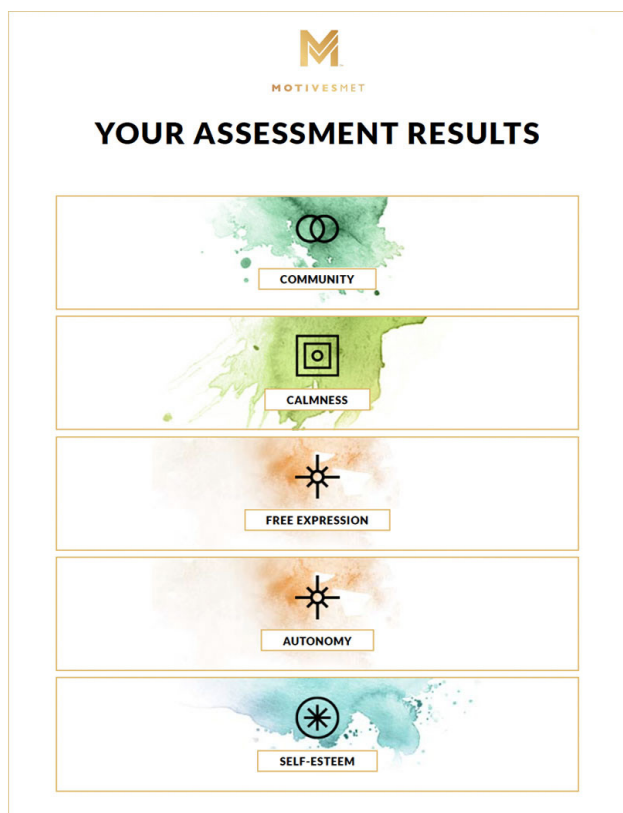 MOTIVESMET
YOUR ASSESSMENT RESULTS
COMMUNITY
CALMNESS
FREE EXPRESSION
AUTONOMY
SELF-ESTEEM